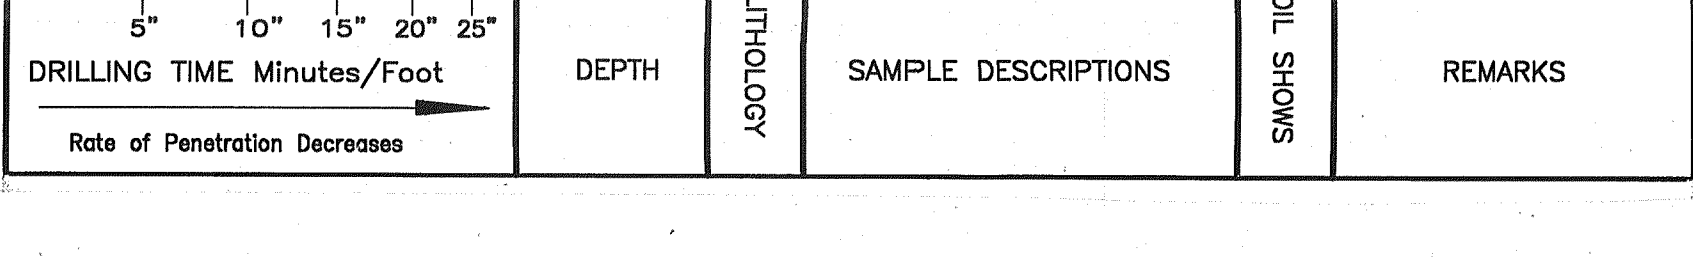 5" 10" 15" 20" 25"
DRILLING TIME Minutes/Foot
Rate of Penetration Decreases
DEPTH
LITHOLOGY
SAMPLE DESCRIPTIONS
OIL SHOWS
REMARKS